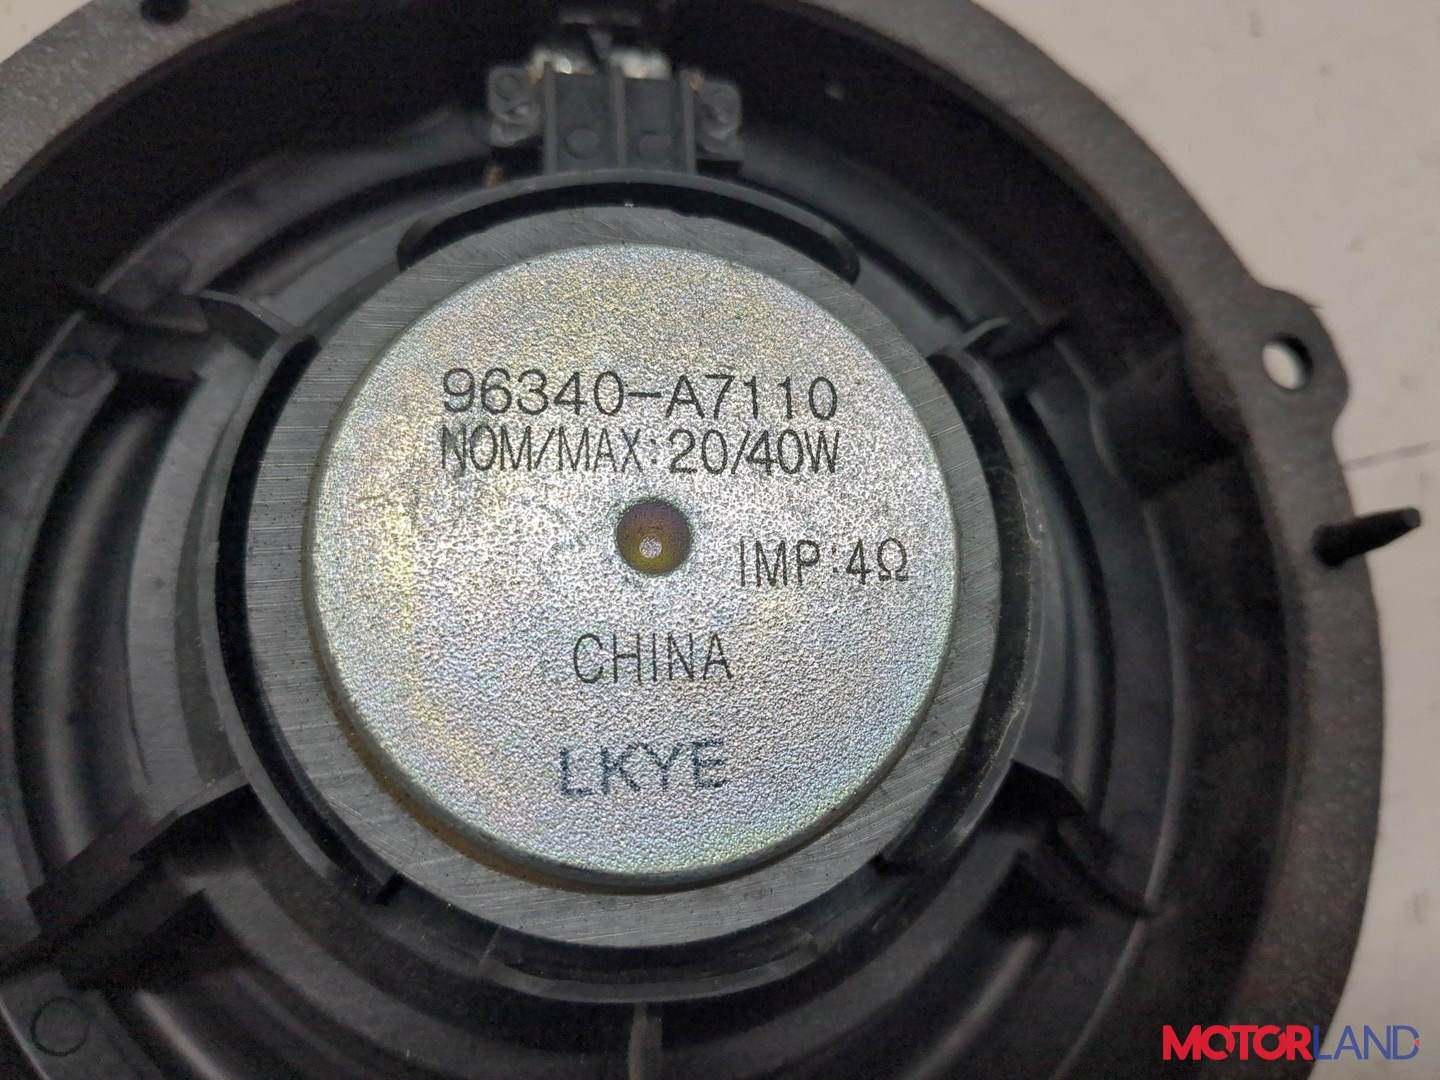 96340-A7110
NOM/MAX:20/40W
IMP:4Ω
CHINA
LKYE
MOTORLAND